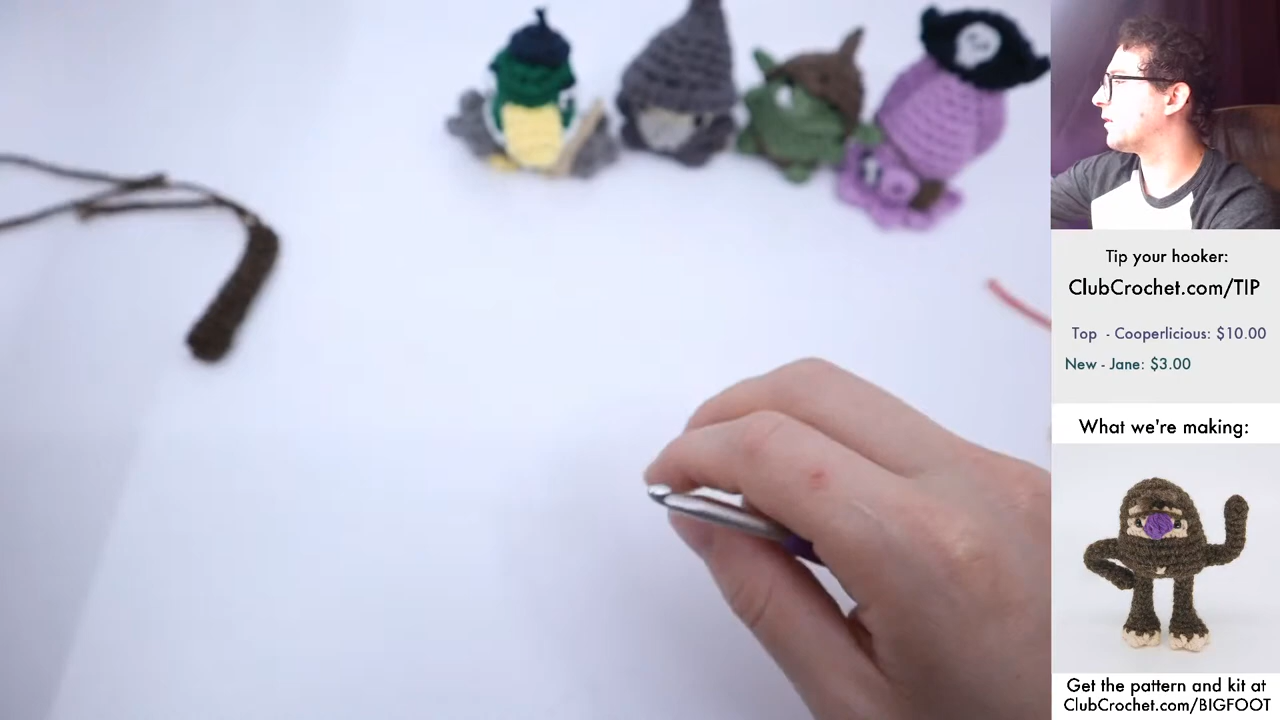 Tip your hooker:
ClubCrochet.com/TIP
Top - Cooperlicious: $10.00
New - Jane: $3.00
What we're making:
Get the pattern and kit at
ClubCrochet.com/BIGFOOT